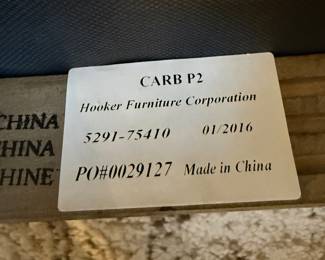 CARB P2
Hooker Furniture Corporation
5291-75410 01/2016
PO#0029127 Made in China
CHINA
CHINA
CHINE